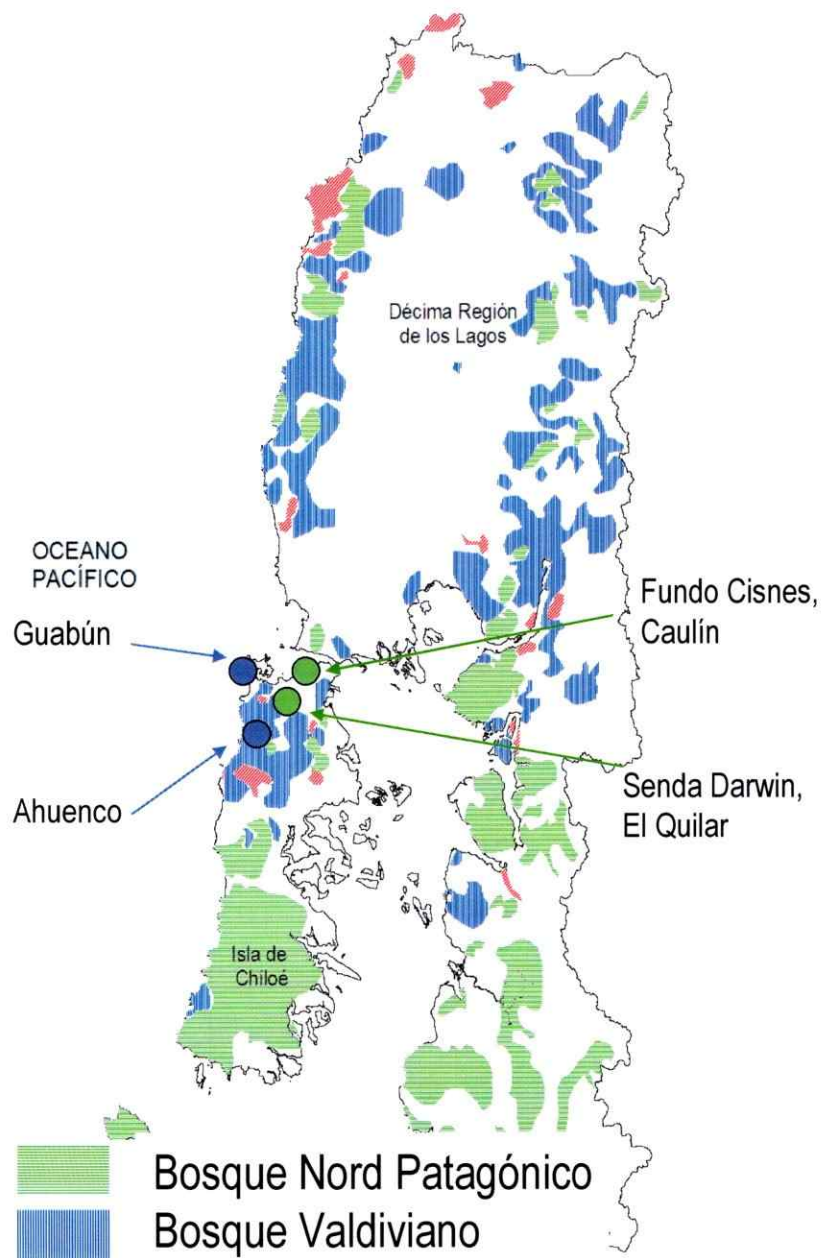 Décima Región
de los Lagos
OCEANO
PACÍFICO
Guabún
Fundo Cisnes,
Caulín
Ahuenco
Senda Darwin,
El Quilar
Isla de
Chiloé
Bosque Nord Patagónico
Bosque Valdiviano